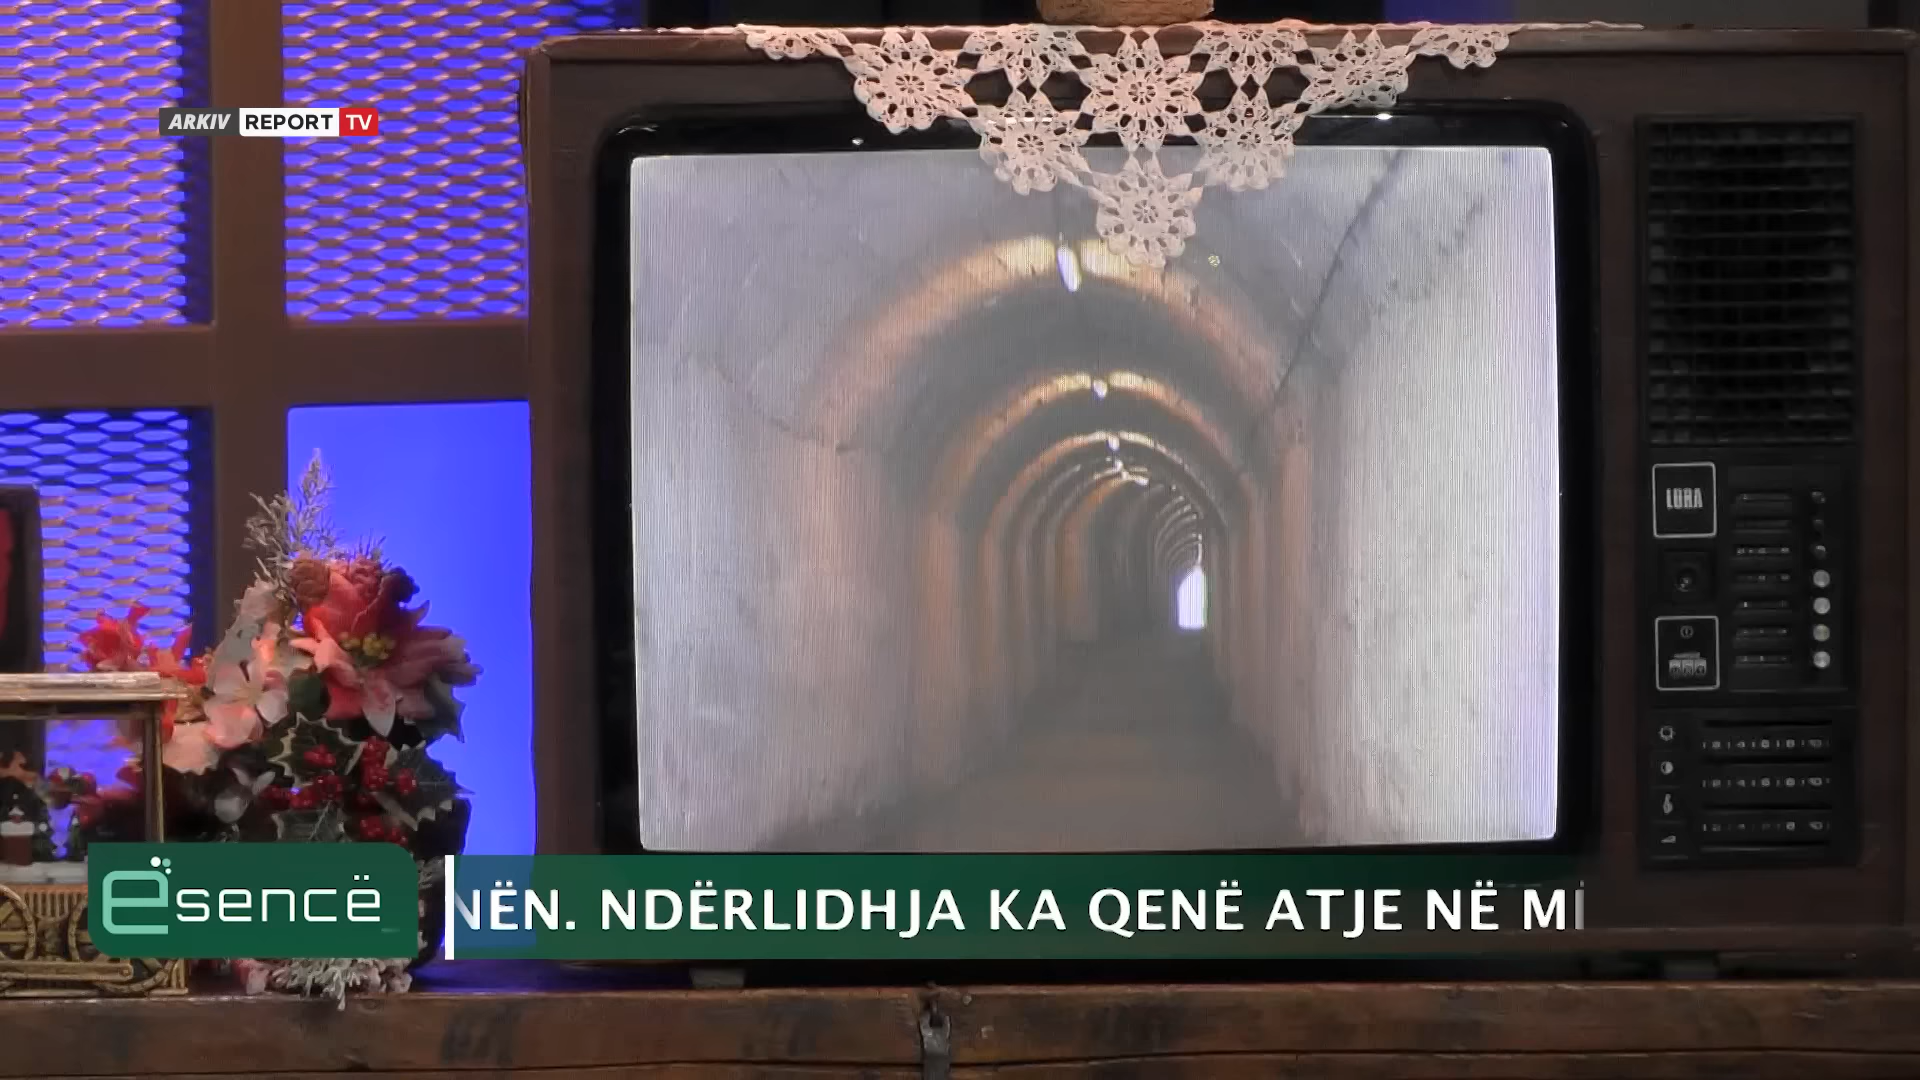 ARKIV REPORT TV
LURA
ësencë
NËN. NDËRLIDHJA KA QENË ATJE NË MI